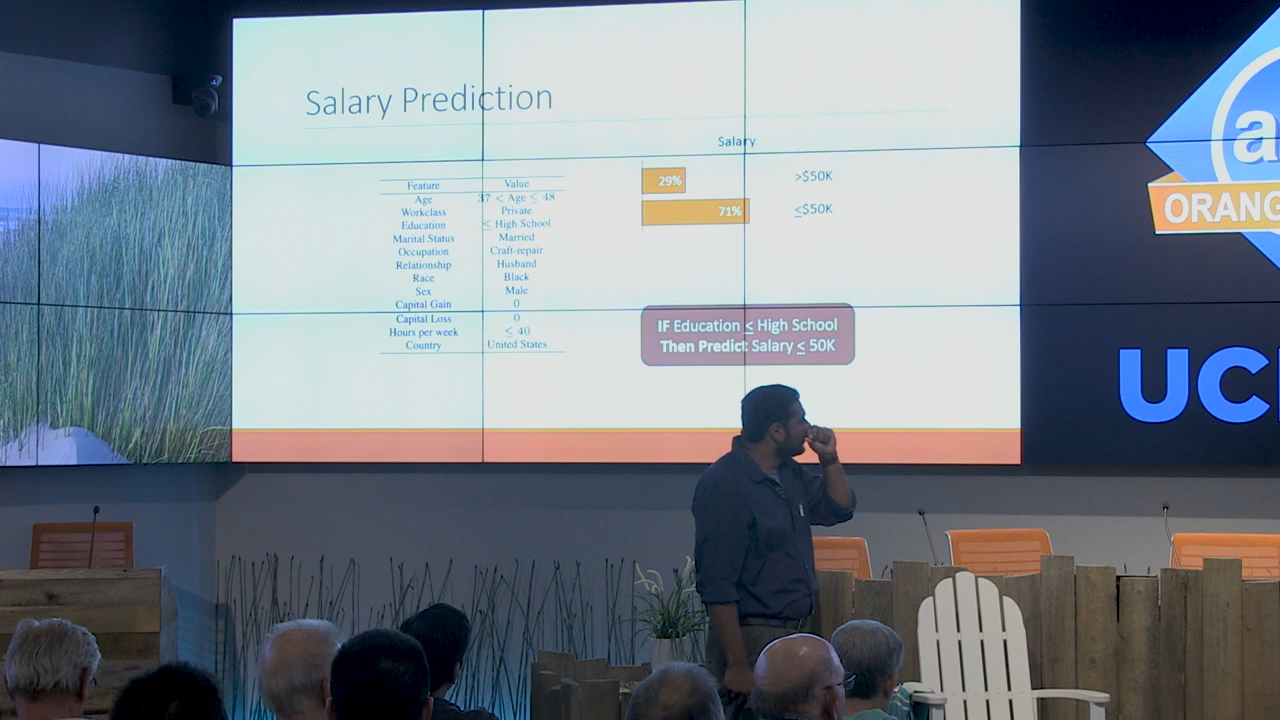 Salary Prediction
Salary
Feature Value
Age 37 < Age ≤ 48
Workclass Private
Education ≤ High School
Marital Status Married
Occupation Craft-repair
Relationship Husband
Race Black
Sex Male
Capital Gain 0
Capital Loss 0
Hours per week ≤ 40
Country United States
29% >$50K
71% ≤$50K
IF Education ≤ High School
Then Predict Salary ≤ 50K
a
ORANG
UC